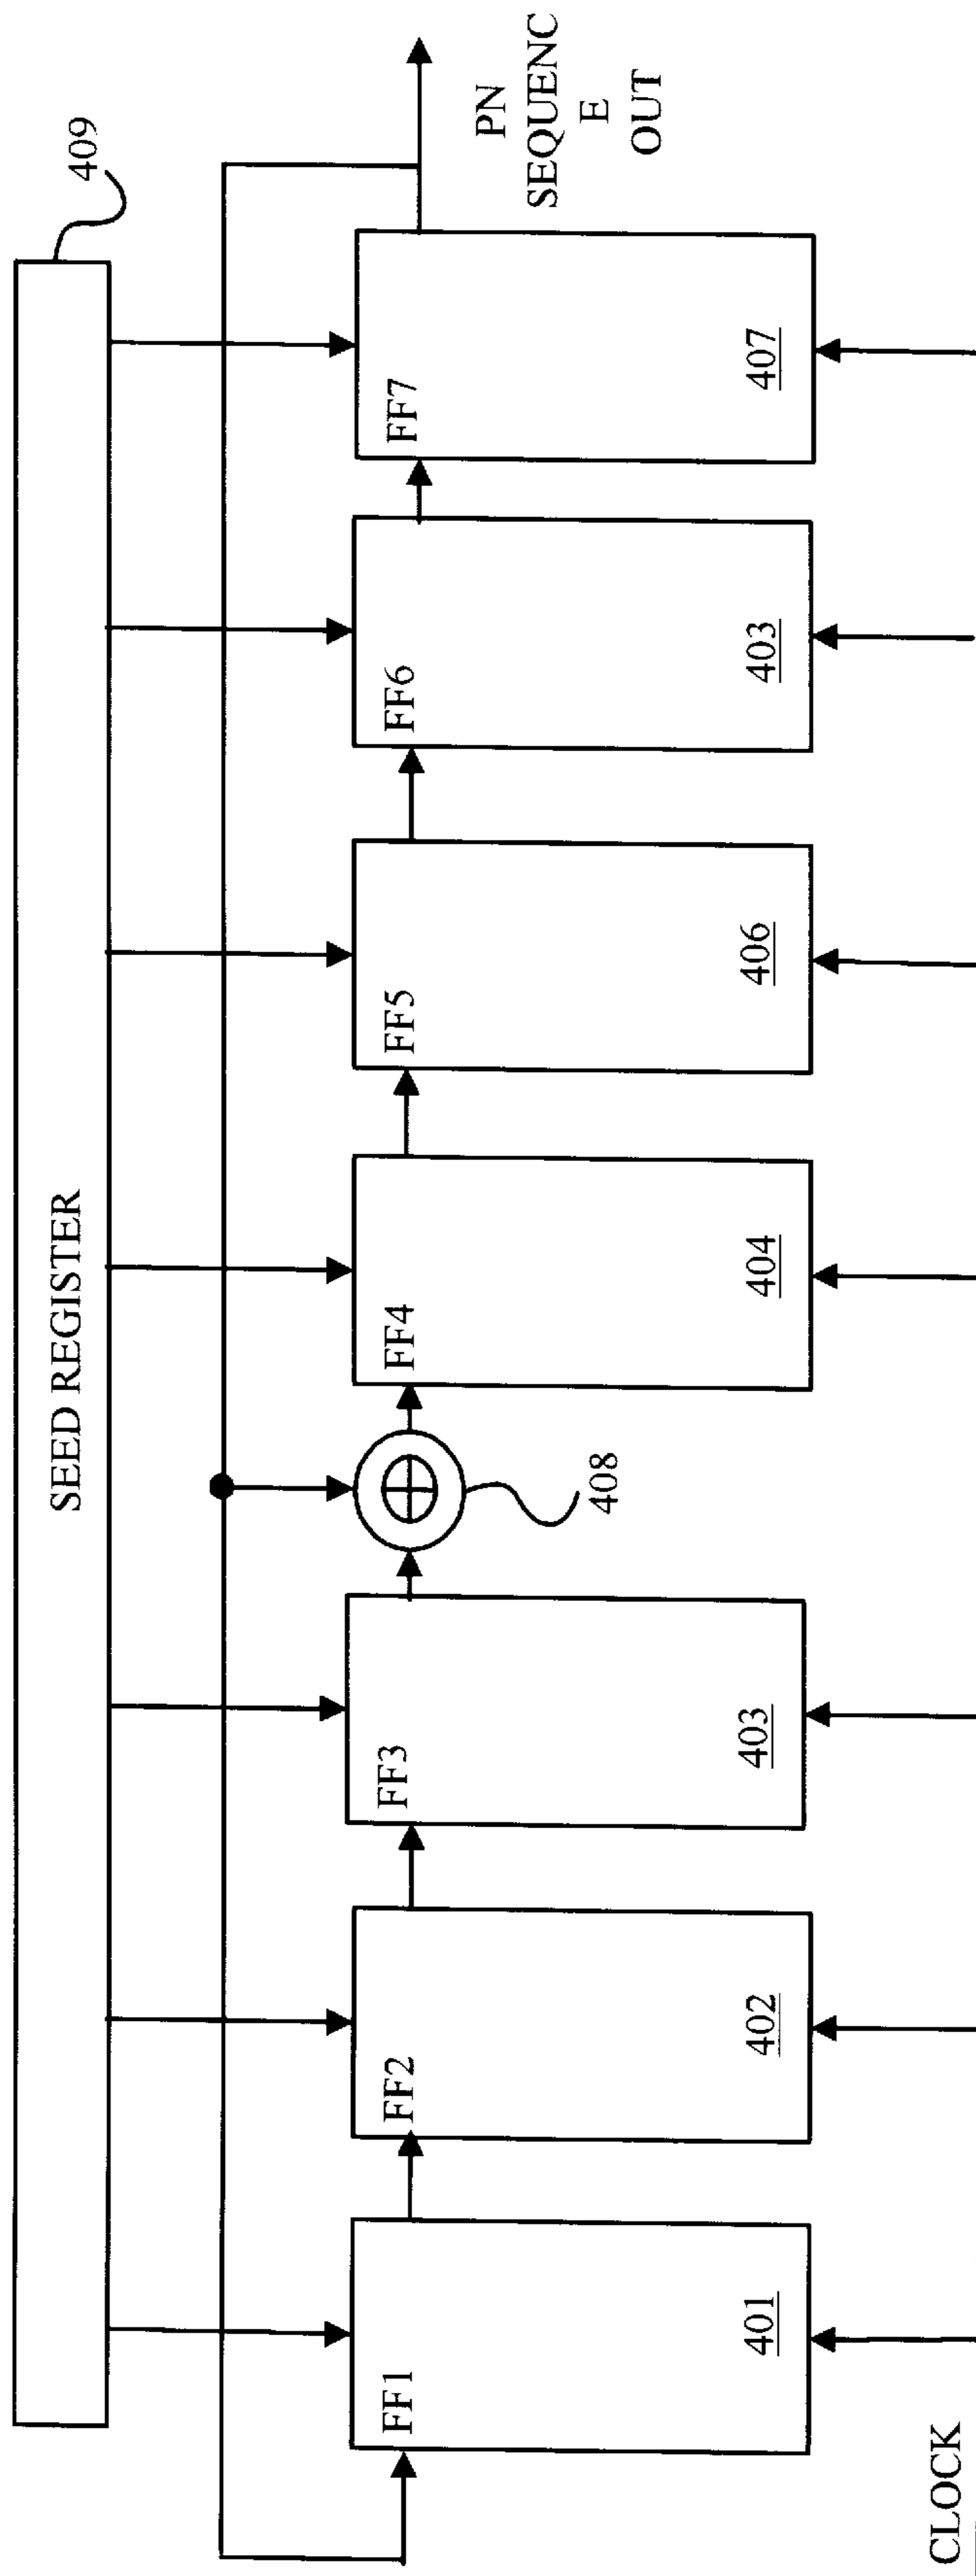 409
SEED REGISTER
PN
SEQUENC
E
OUT
408
FF1
FF2
FF3
FF4
FF5
FF6
FF7
401
402
403
404
406
403
407
CLOCK